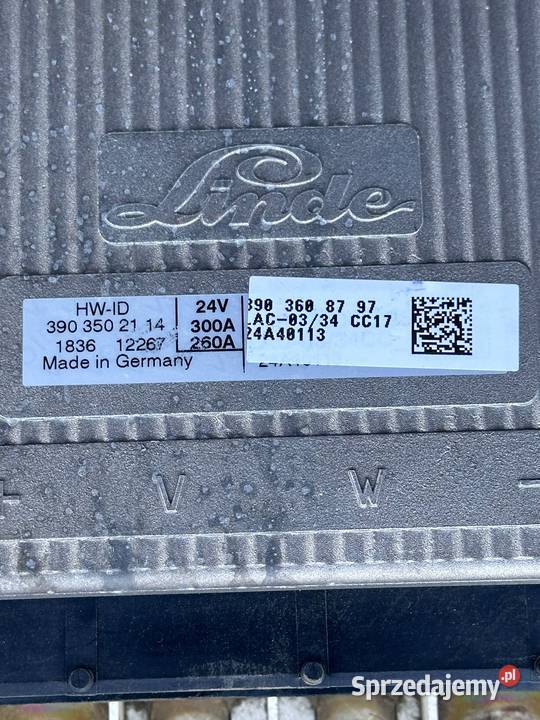 Linde
HW-ID
390 350 21 14
1836 12267
Made in Germany
24V
300A
260A
390 360 87 97
LAC-03/34 CC17
24A40113
+ V W -
Sprzedajemy.pl